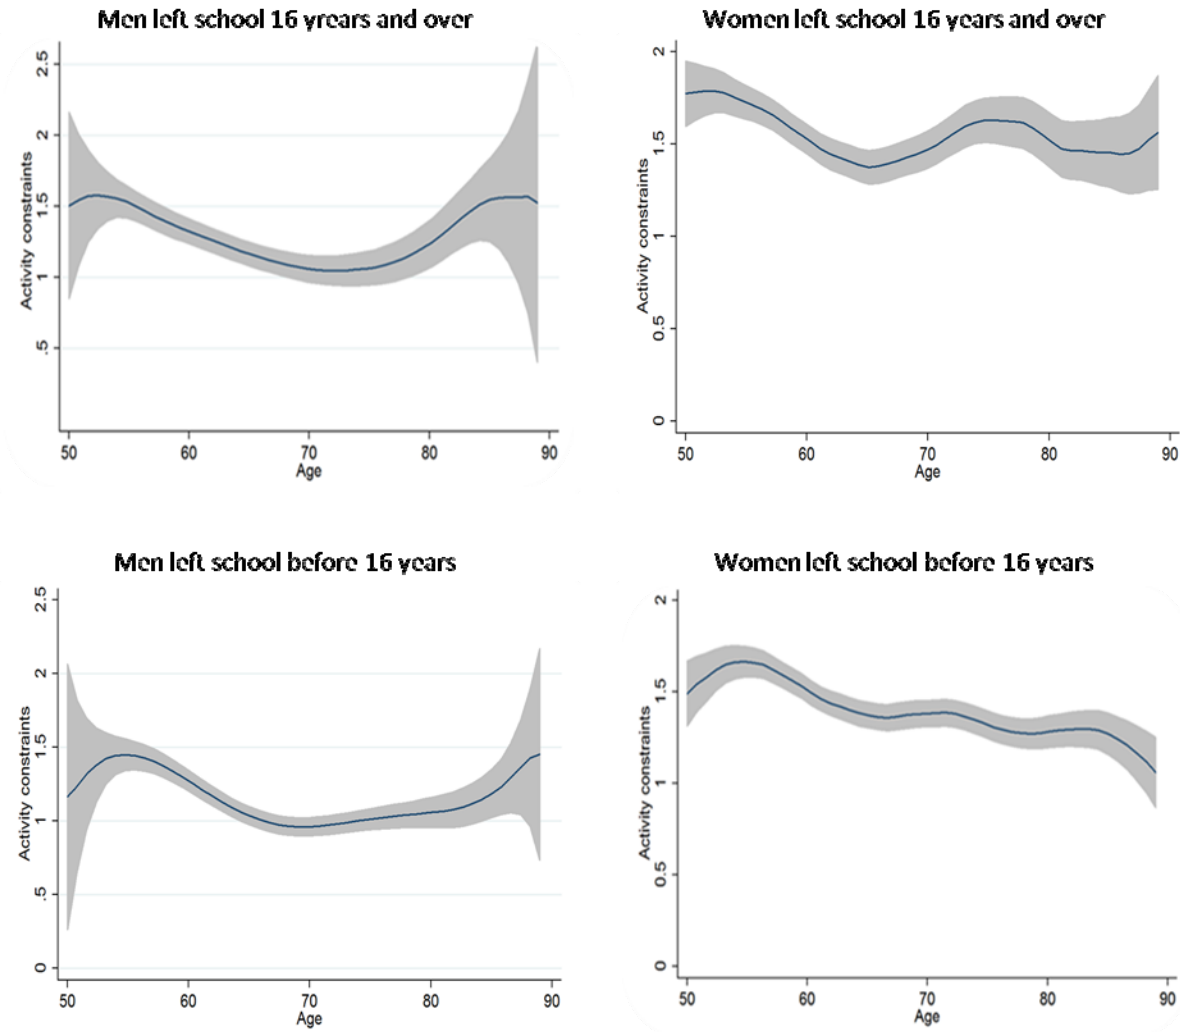 Men left school 16 yrears and over
Women left school 16 years and over
Activity constraints
2.5
2
1.5
1
.5
50 60 70 80 90
Age
Activity constraints
2
1.5
1
0.5
0
50 60 70 80 90
Age
Men left school before 16 years
Women left school before 16 years
Activity constraints
2.5
2
1.5
1
.5
0
50 60 70 80 90
Age
Activity constraints
2
1.5
1
0.5
0
50 60 70 80 90
Age